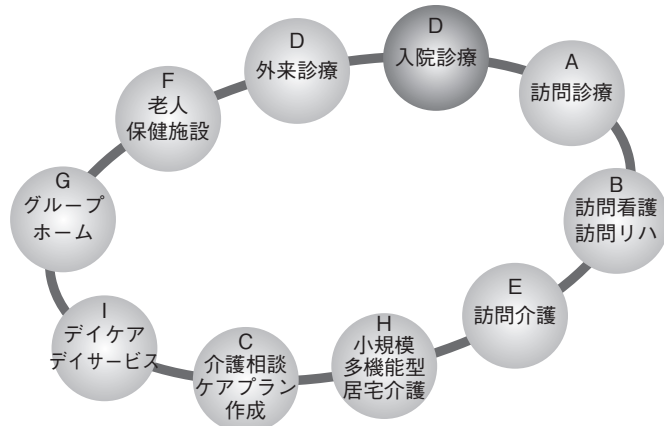 D
外来診療
D
入院診療
A
訪問診療
B
訪問看護
訪問リハ
E
訪問介護
H
小規模
多機能型
居宅介護
C
介護相談
ケアプラン
作成
I
デイケア
デイサービス
G
グループ
ホーム
F
老人
保健施設